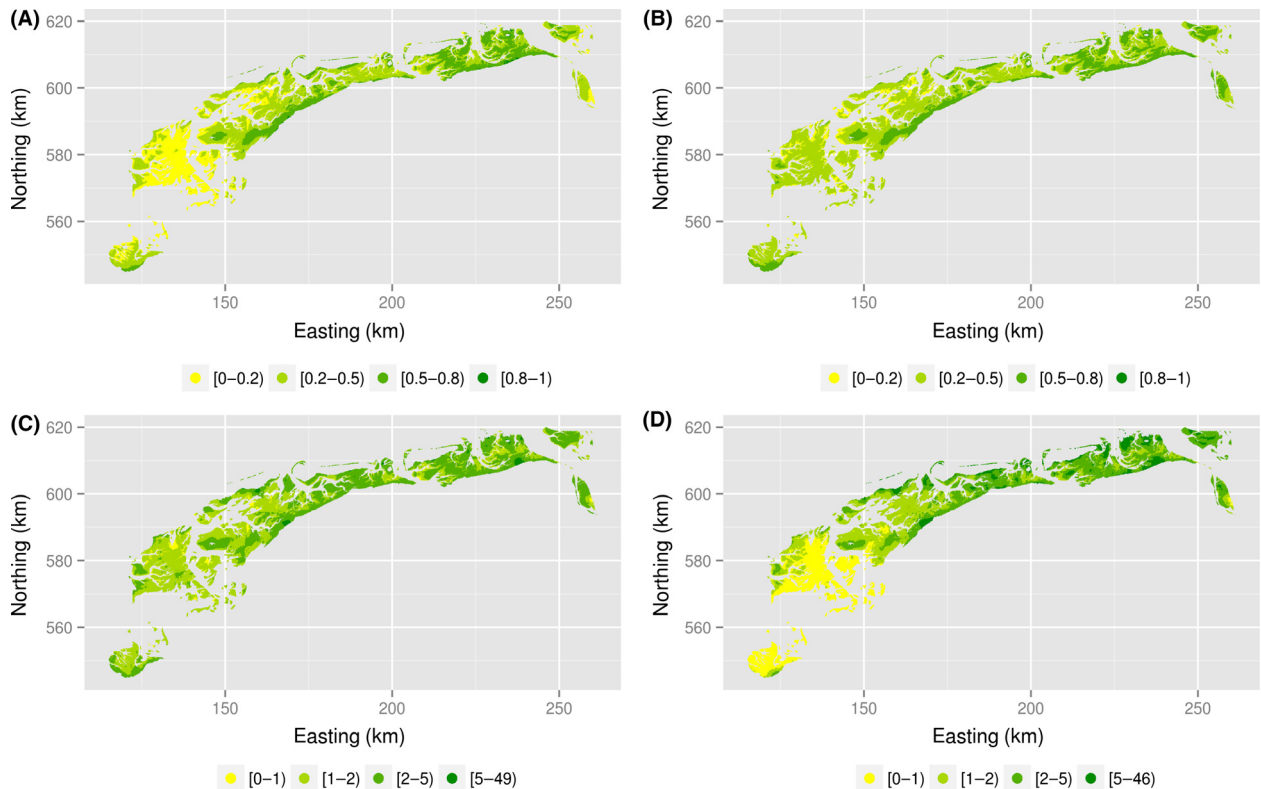 (A)
620
600
580
560
Northing (km)
150 200 250
Easting (km)
[0−0.2) [0.2−0.5) [0.5−0.8) [0.8−1)
(B)
620
600
580
560
Northing (km)
150 200 250
Easting (km)
[0−0.2) [0.2−0.5) [0.5−0.8) [0.8−1)
(C)
620
600
580
560
Northing (km)
150 200 250
Easting (km)
[0−1) [1−2) [2−5) [5−49)
(D)
620
600
580
560
Northing (km)
150 200 250
Easting (km)
[0−1) [1−2) [2−5) [5−46)